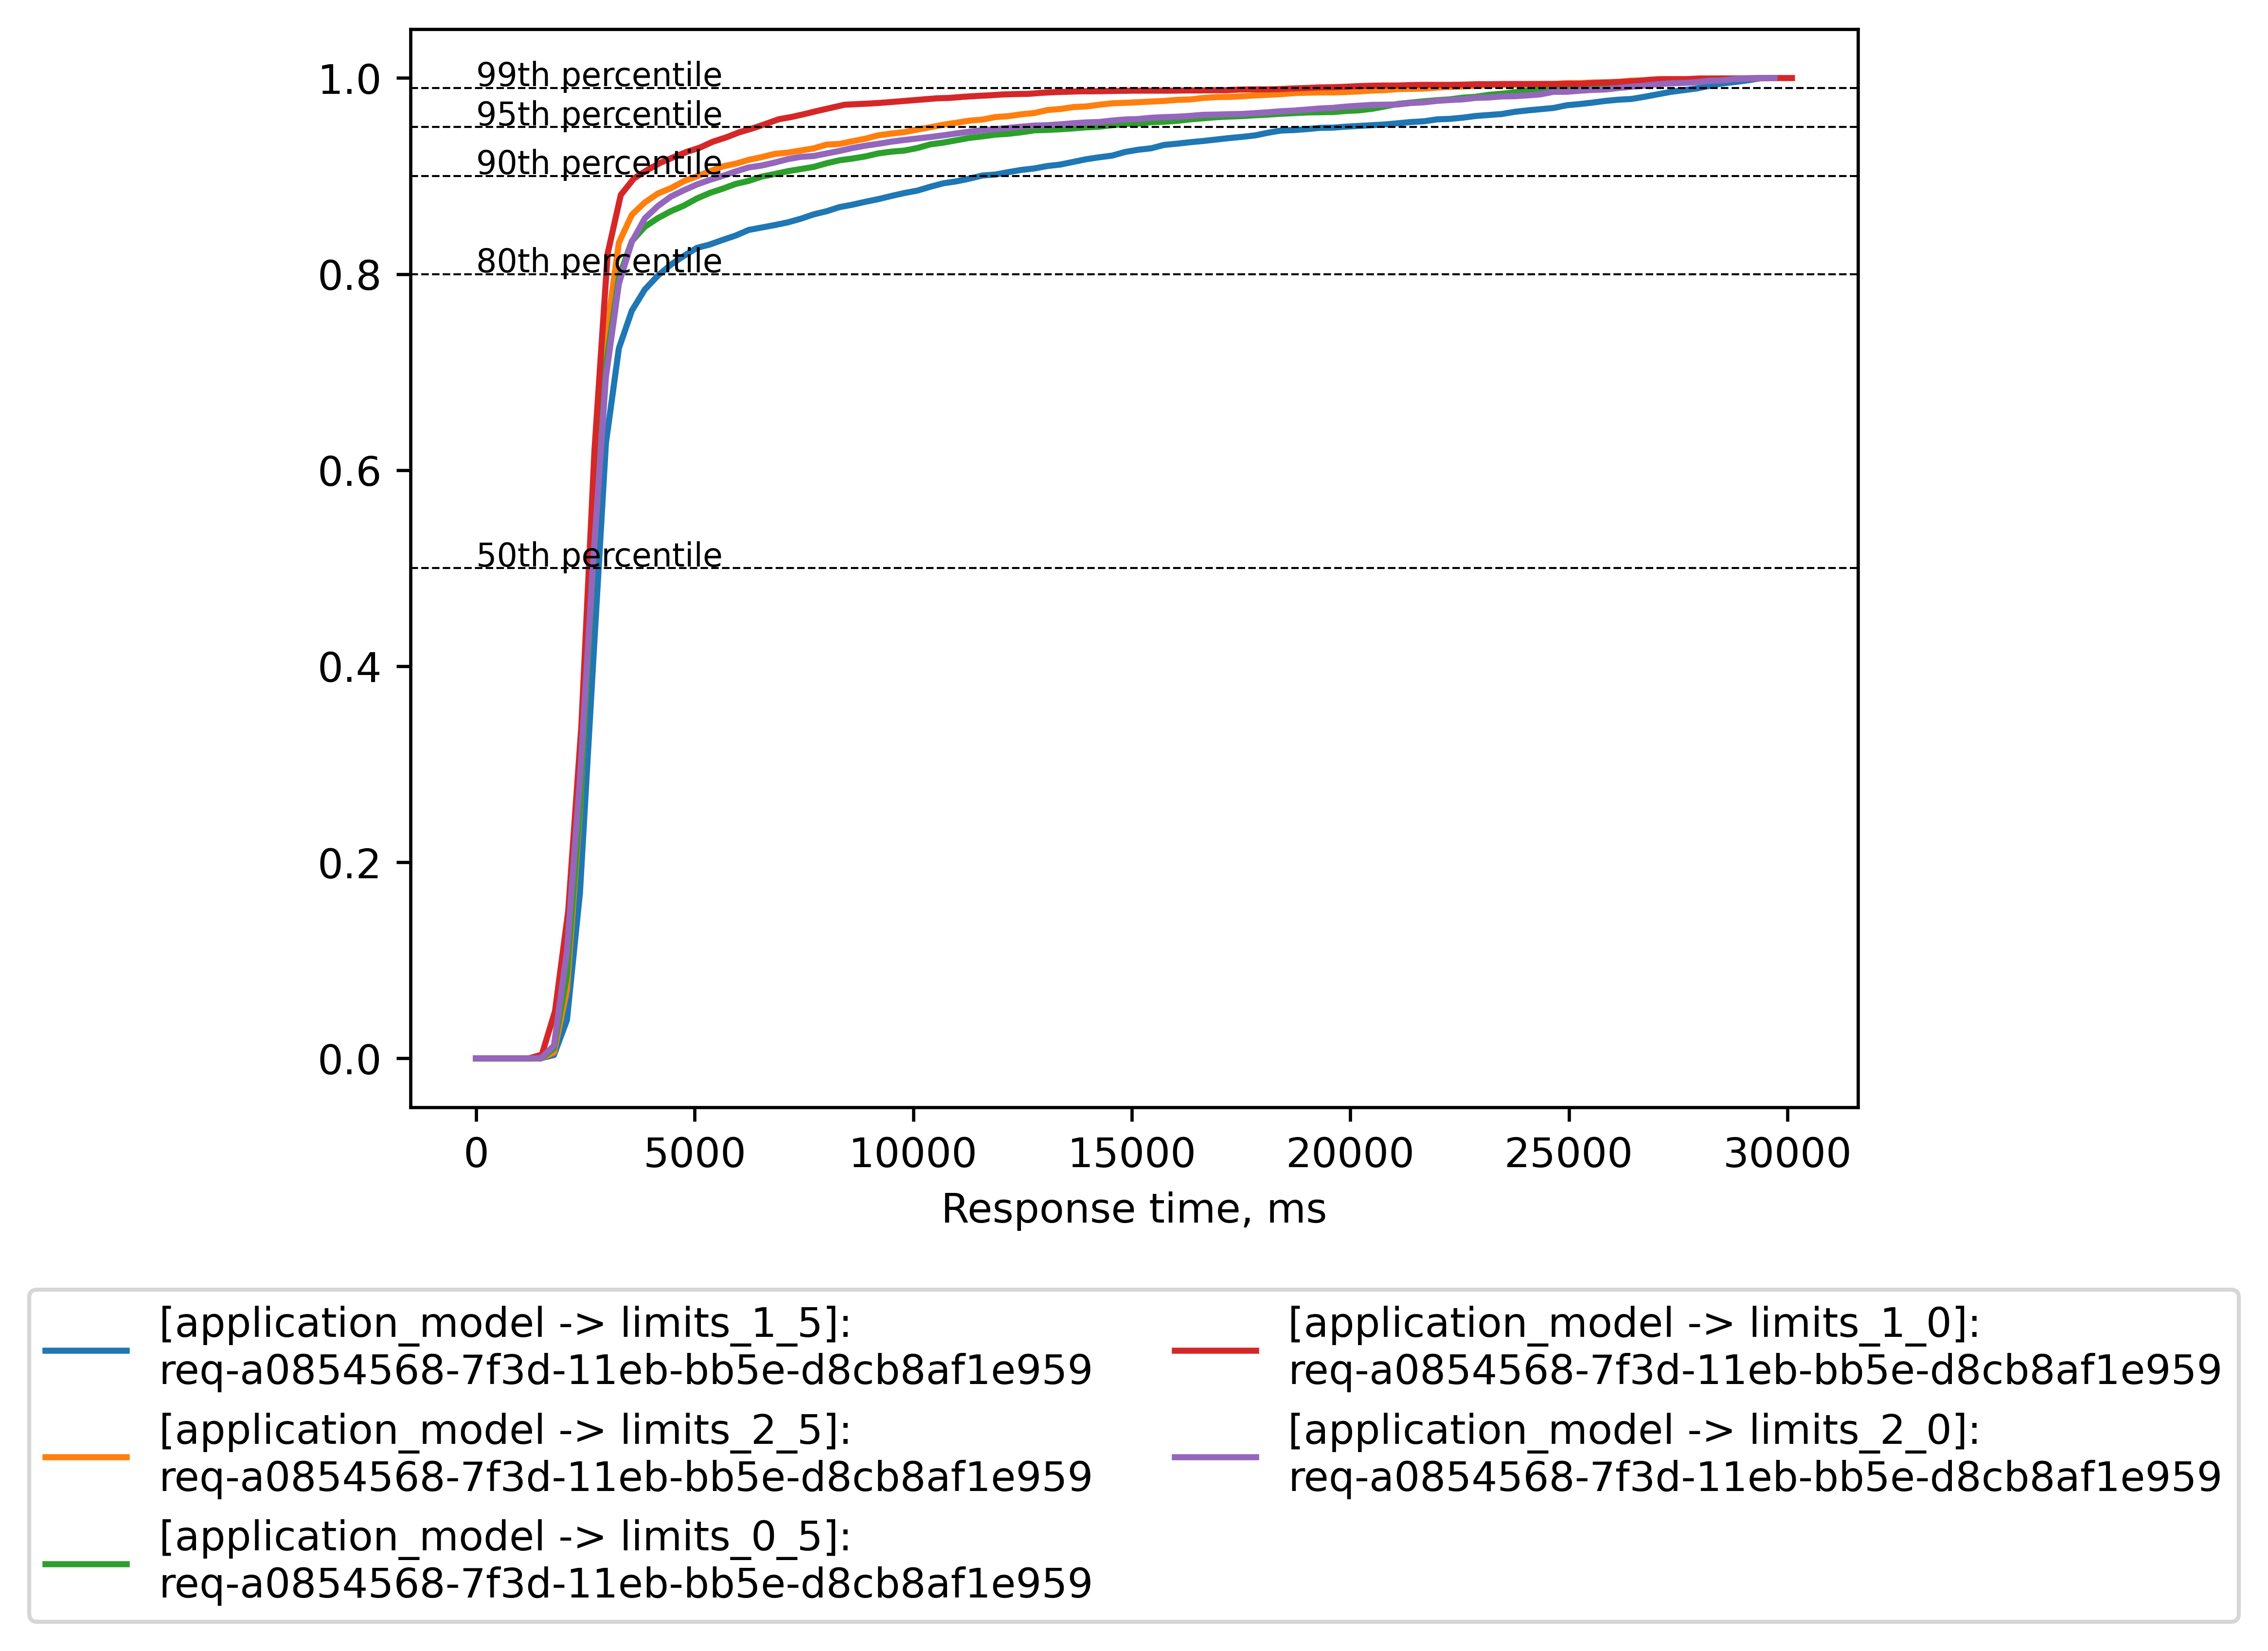 1.0
0.8
0.6
0.4
0.2
0.0
99th percentile
95th percentile
90th percentile
80th percentile
50th percentile
0 5000 10000 15000 20000 25000 30000
Response time, ms
[application_model -> limits_1_5]:
req-a0854568-7f3d-11eb-bb5e-d8cb8af1e959
[application_model -> limits_2_5]:
req-a0854568-7f3d-11eb-bb5e-d8cb8af1e959
[application_model -> limits_0_5]:
req-a0854568-7f3d-11eb-bb5e-d8cb8af1e959
[application_model -> limits_1_0]:
req-a0854568-7f3d-11eb-bb5e-d8cb8af1e959
[application_model -> limits_2_0]:
req-a0854568-7f3d-11eb-bb5e-d8cb8af1e959